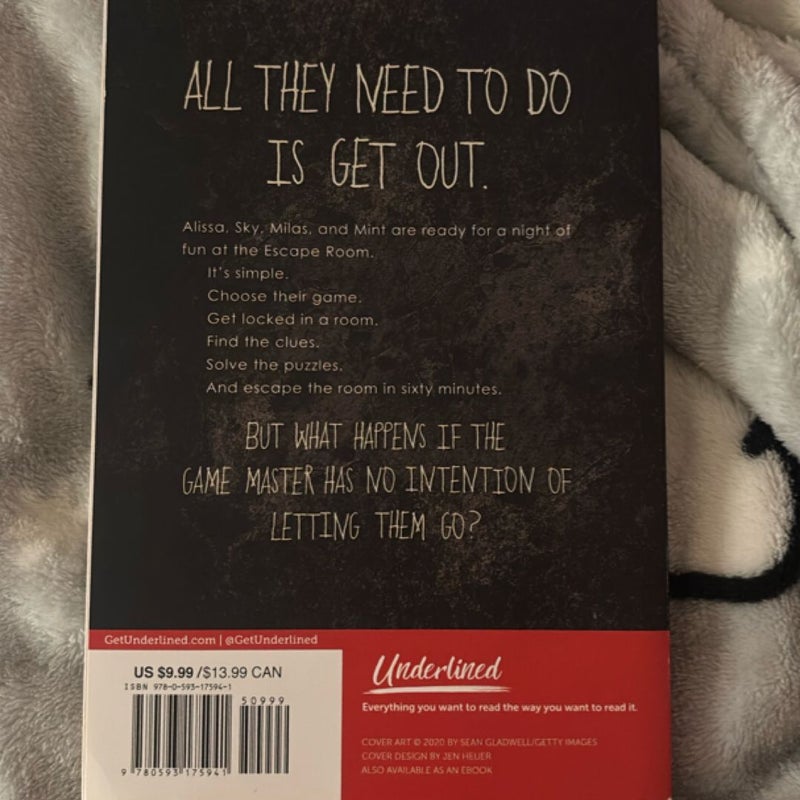 ALL THEY NEED TO DO
IS GET OUT.
Alissa, Sky, Milas, and Mint are ready for a night of
fun at the Escape Room.
It's simple.
Choose their game.
Get locked in a room.
Find the clues.
Solve the puzzles.
And escape the room in sixty minutes.
BUT WHAT HAPPENS IF THE
GAME MASTER HAS NO INTENTION OF
LETTING THEM GO?
GetUnderlined.com | @GetUnderlined
US $9.99 /$13.99 CAN
ISBN 978-0-593-17594-1
50999
9 780593 175941
Underlined
Everything you want to read the way you want to read it.
COVER ART © 2020 BY SEAN GLADWELL/GETTY IMAGES
COVER DESIGN BY JEN HEUER
ALSO AVAILABLE AS AN EBOOK